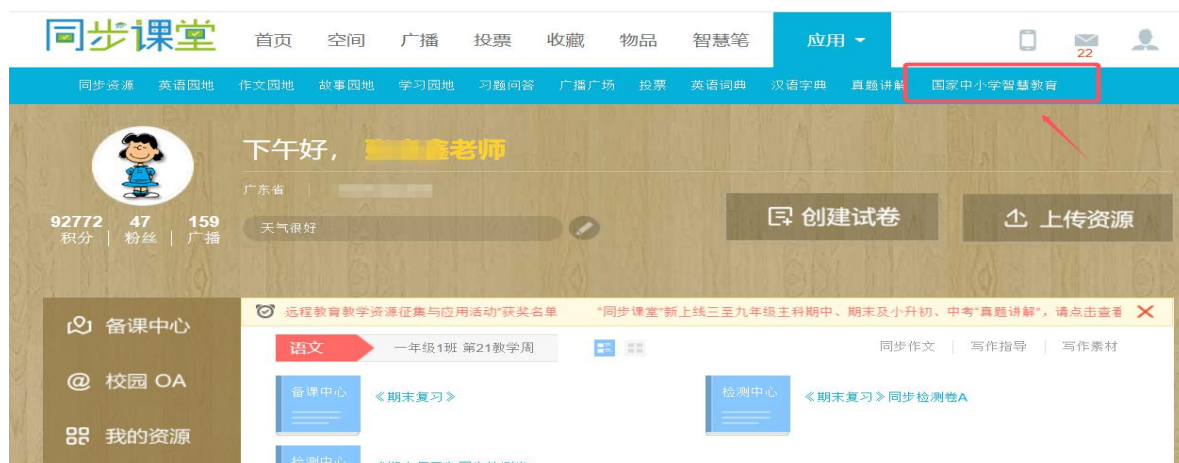 同步课堂 首页 空间 广播 投票 收藏 物品 智慧笔 应用
22
同步资源 英语园地 作文园地 故事园地 学习园地 习题问答 广播广场 投票 英语词典 汉语字典 真题讲解 国家中小学智慧教育
下午好, 鑫老师
广东省
92772 47 159
积分 粉丝 广播
天气很好
创建试卷 上传资源
远程教育教学资源征集与应用活动"获奖名单 "同步课堂"新上线三至九年级主科期中、期末及小升初、中考"真题讲解",请点击查看
备课中心
语文 一年级1班 第21教学周 同步作文 写作指导 写作素材
@ 校园 OA
备课中心 《期末复习》 检测中心 《期末复习》同步检测卷A
我的资源